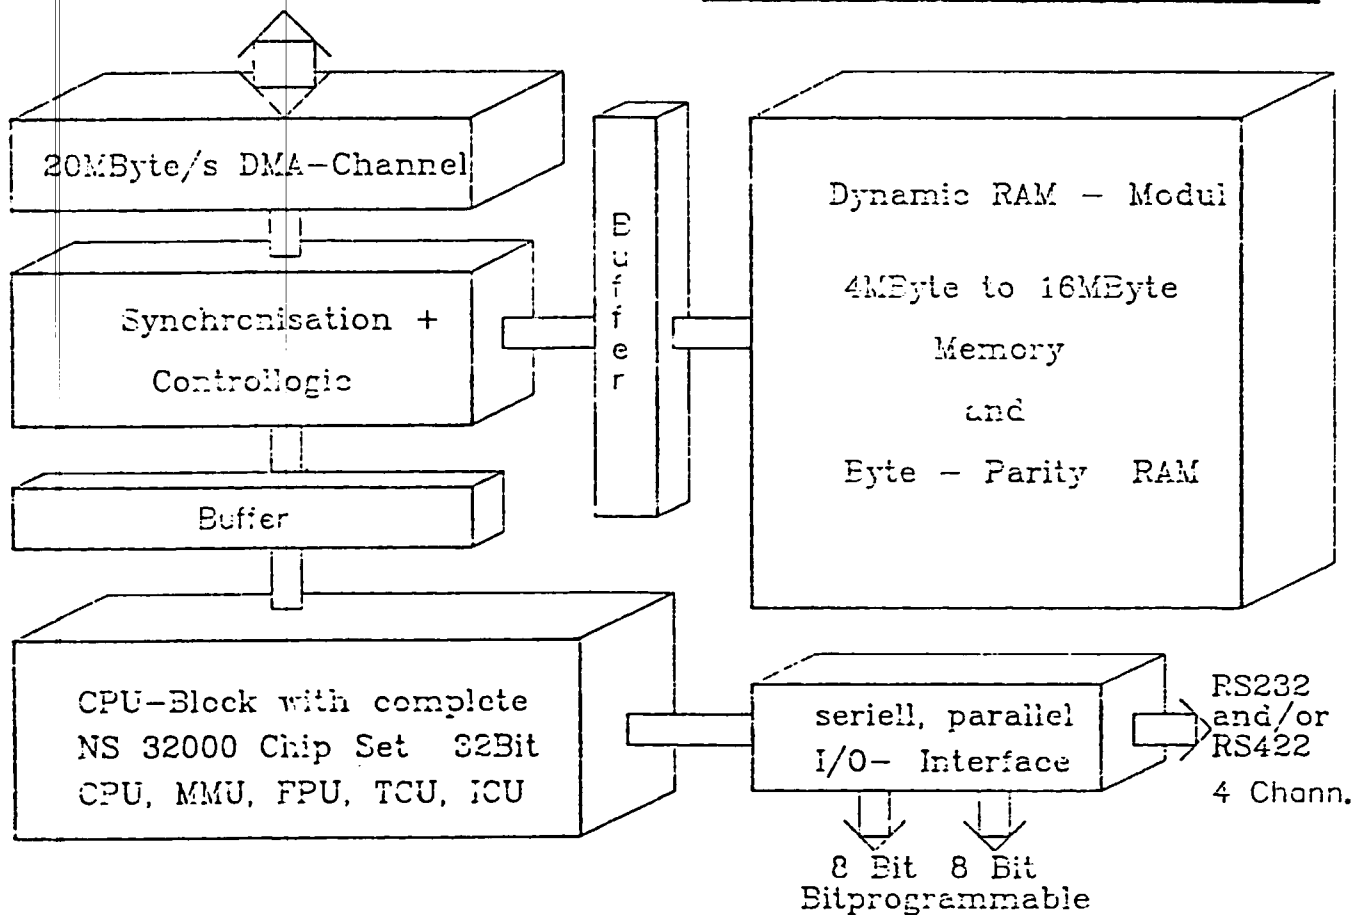 20MByte/s DMA-Channel
Synchronisation +
Controllogic
Buffer
Buffer
Dynamic RAM - Modul
4MByte to 16MByte
Memory
and
Byte - Parity RAM
CPU-Block with complete
NS 32000 Chip Set 32Bit
CPU, MMU, FPU, TCU, ICU
seriell, parallel
I/O- Interface
RS232
and/or
RS422
4 Chann.
8 Bit 8 Bit
Bitprogrammable